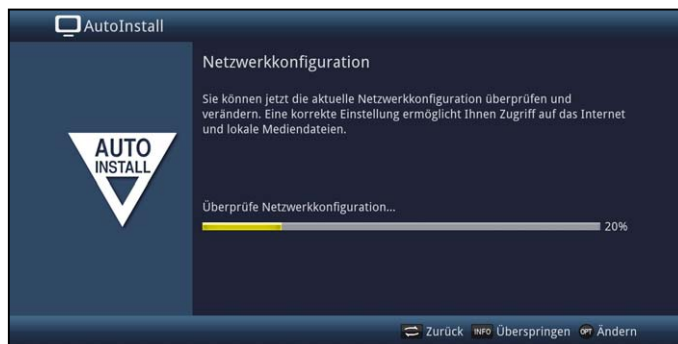 AutoInstall
Netzwerkkonfiguration
Sie können jetzt die aktuelle Netzwerkkonfiguration überprüfen und
verändern. Eine korrekte Einstellung ermöglicht Ihnen Zugriff auf das Internet
und lokale Mediendateien.
AUTO
INSTALL
Überprüfe Netzwerkkonfiguration...
20%
Zurück INFO Überspringen OPT Ändern